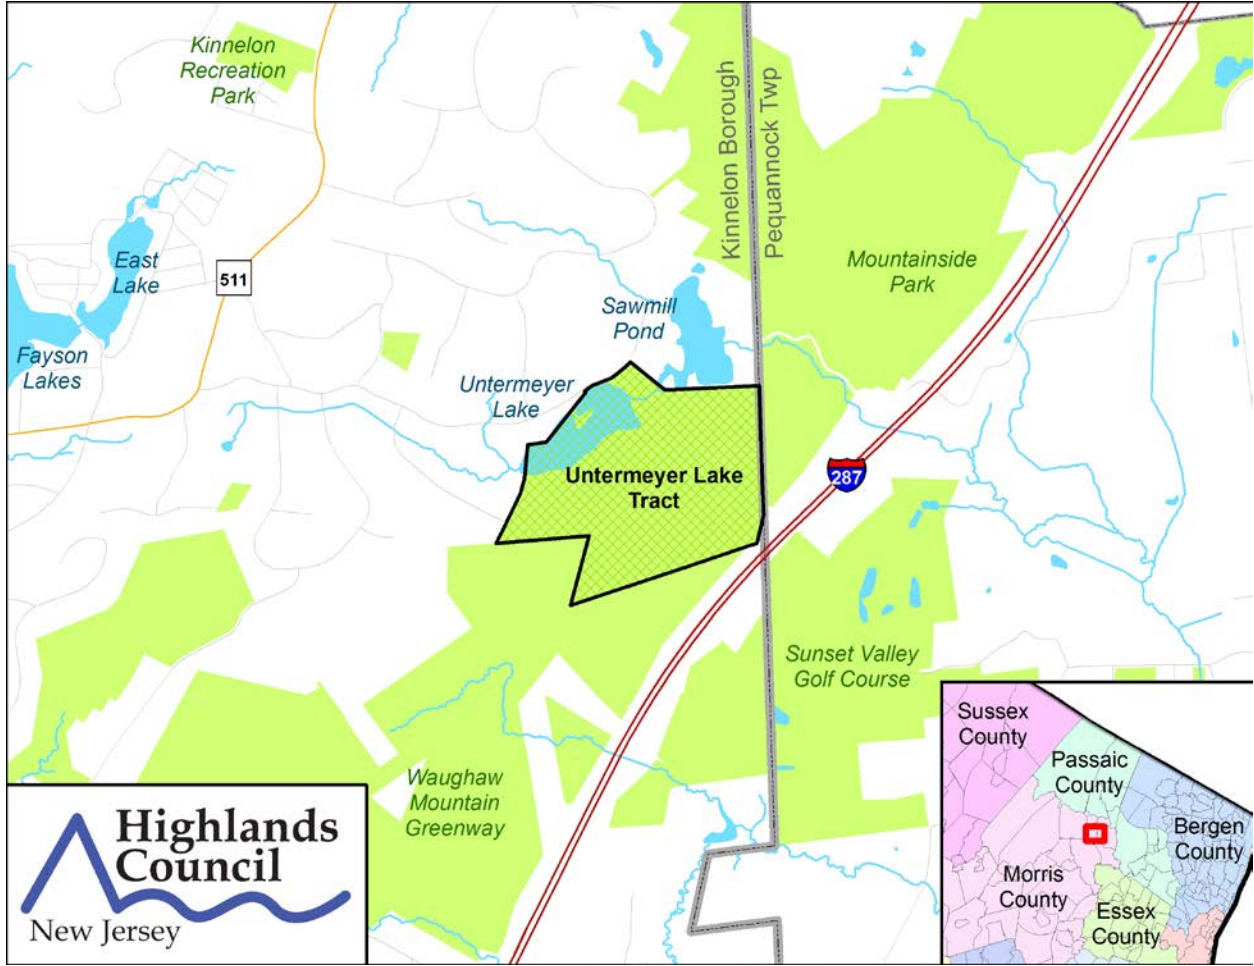 Kinnelon
Recreation
Park
Kinnelon Borough
Pequannock Twp
East
Lake
511
Mountainside
Park
Sawmill
Pond
Fayson
Lakes
Untermeyer
Lake
Untermeyer Lake
Tract
287
Sunset Valley
Golf Course
Waughaw
Mountain
Greenway
Highlands
Council
New Jersey
Sussex
County
Passaic
County
Bergen
County
Morris
County
Essex
County